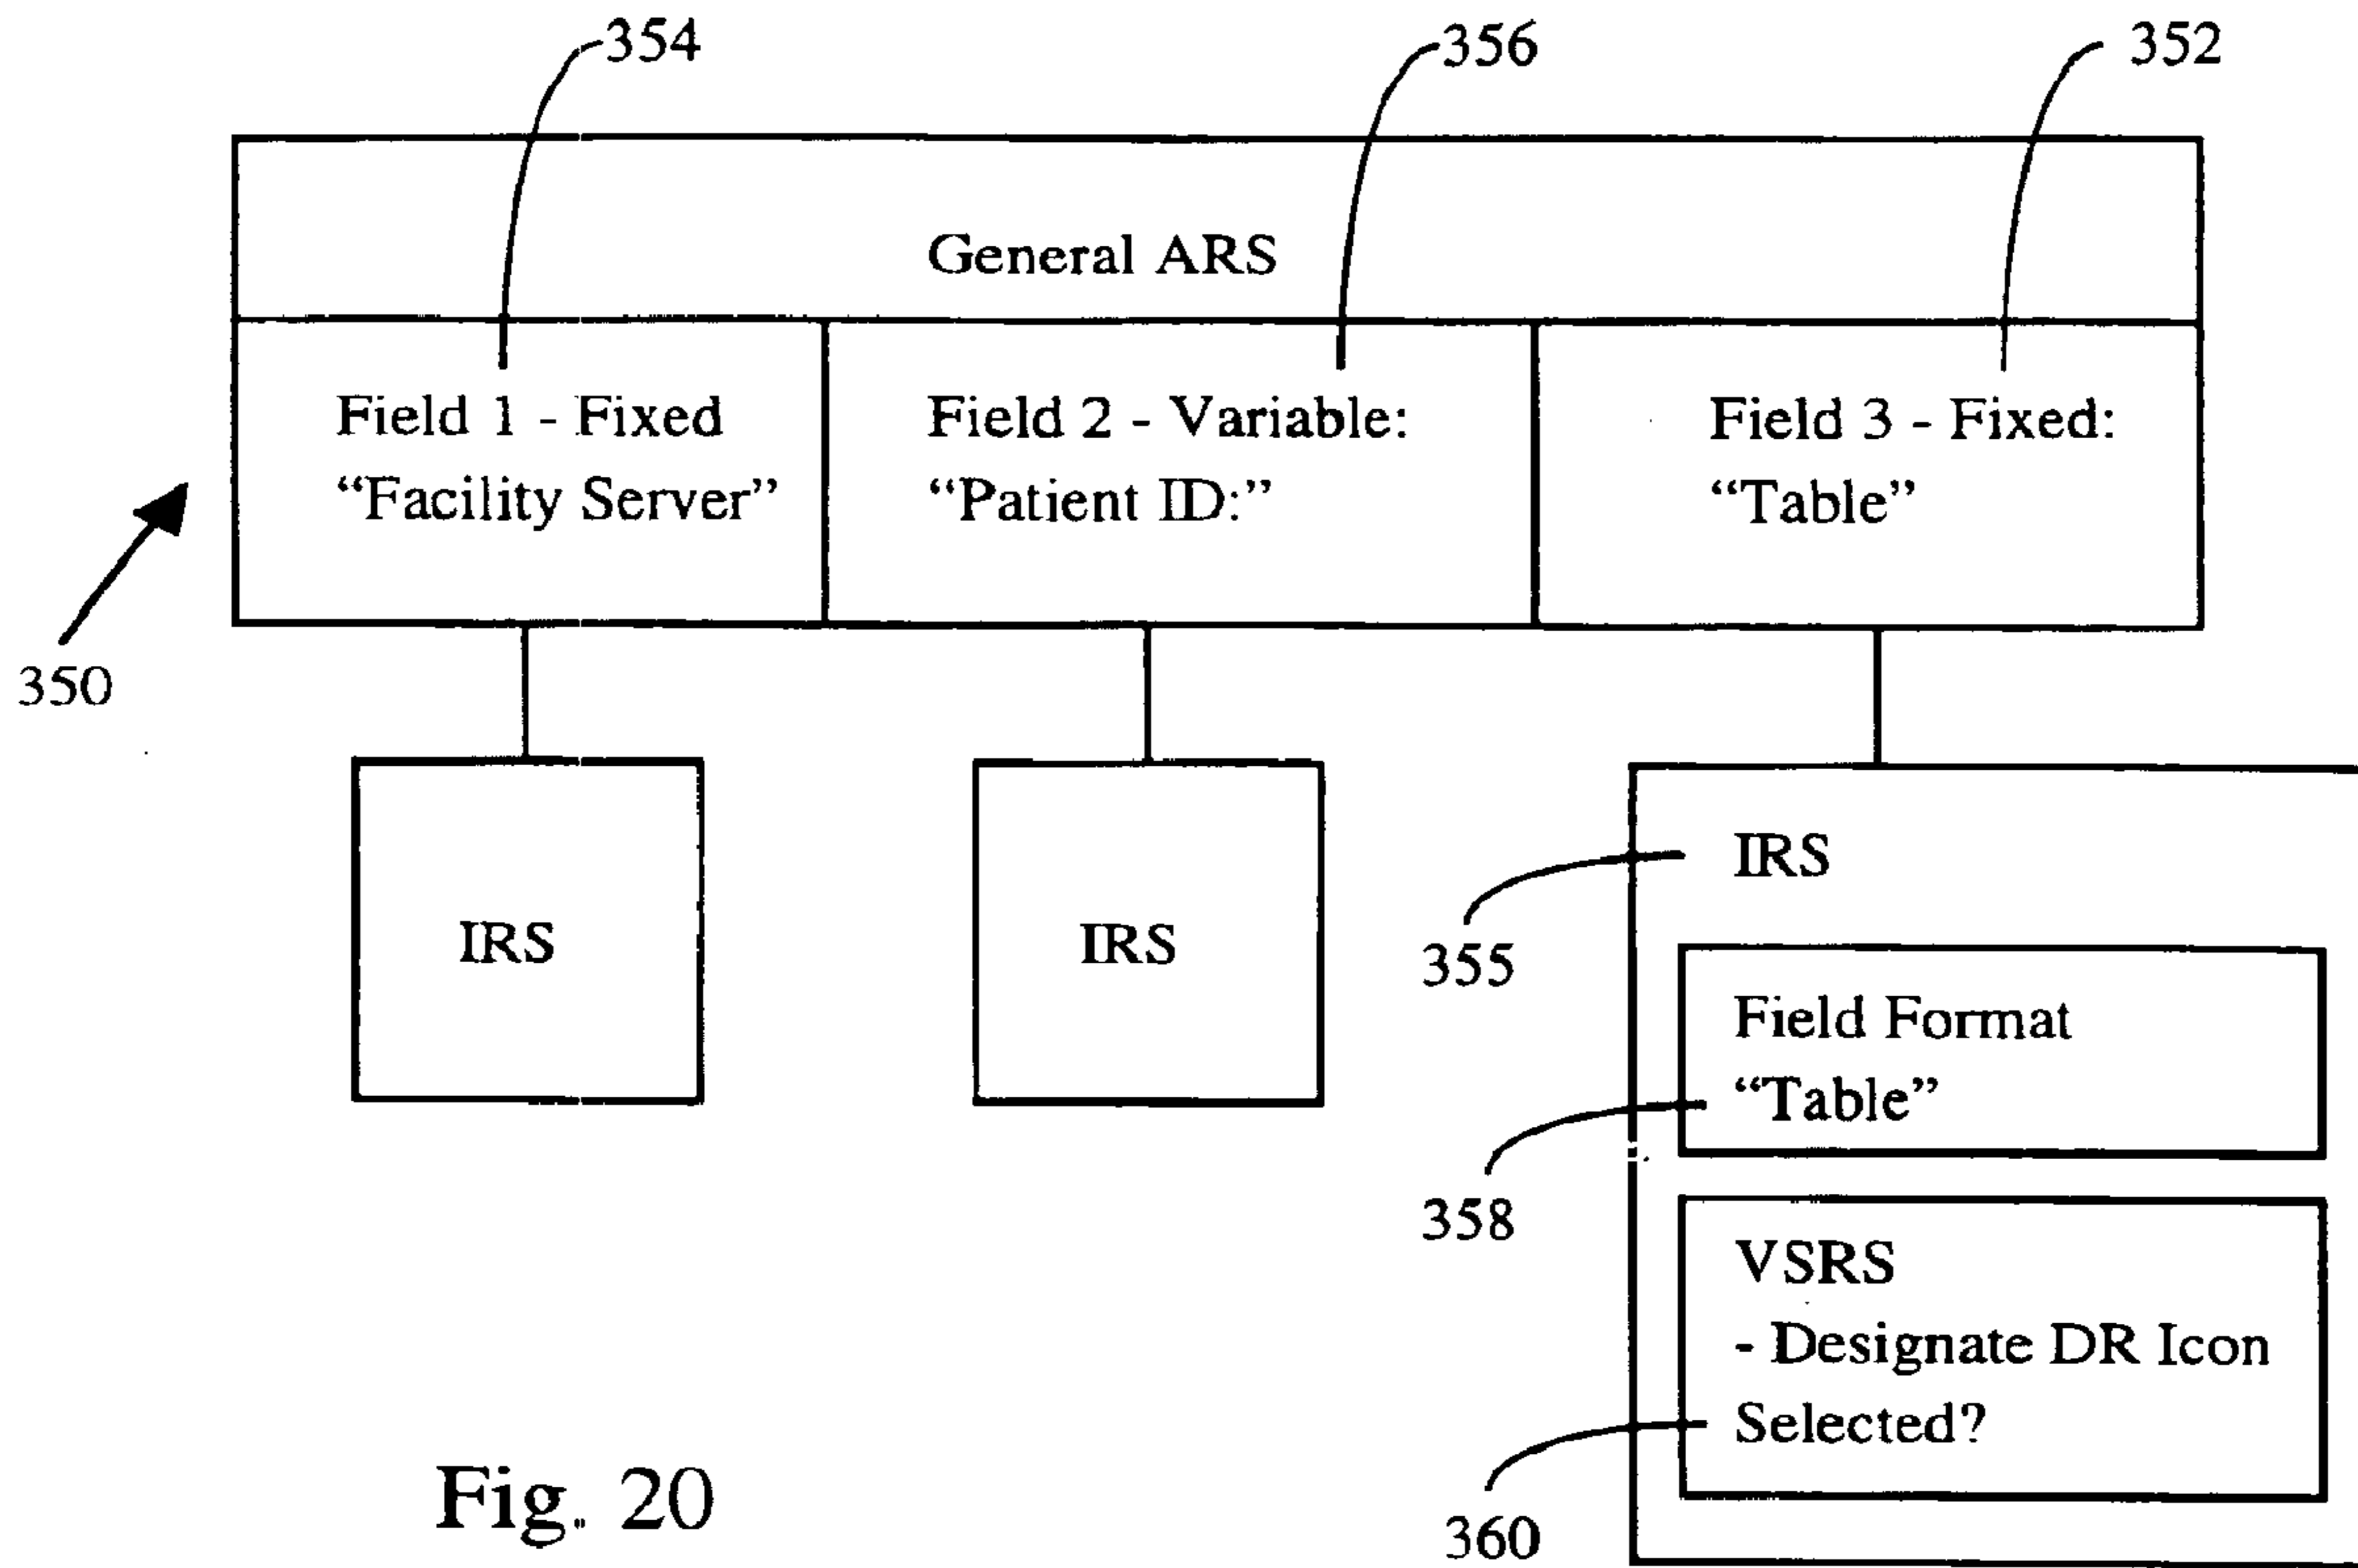 354
356
352
General ARS
Field 1 - Fixed
“Facility Server”
Field 2 - Variable:
“Patient ID:”
Field 3 - Fixed:
“Table”
350
IRS
IRS
IRS
355
Field Format
“Table”
358
VSRS
- Designate DR Icon
Selected?
360
Fig. 20